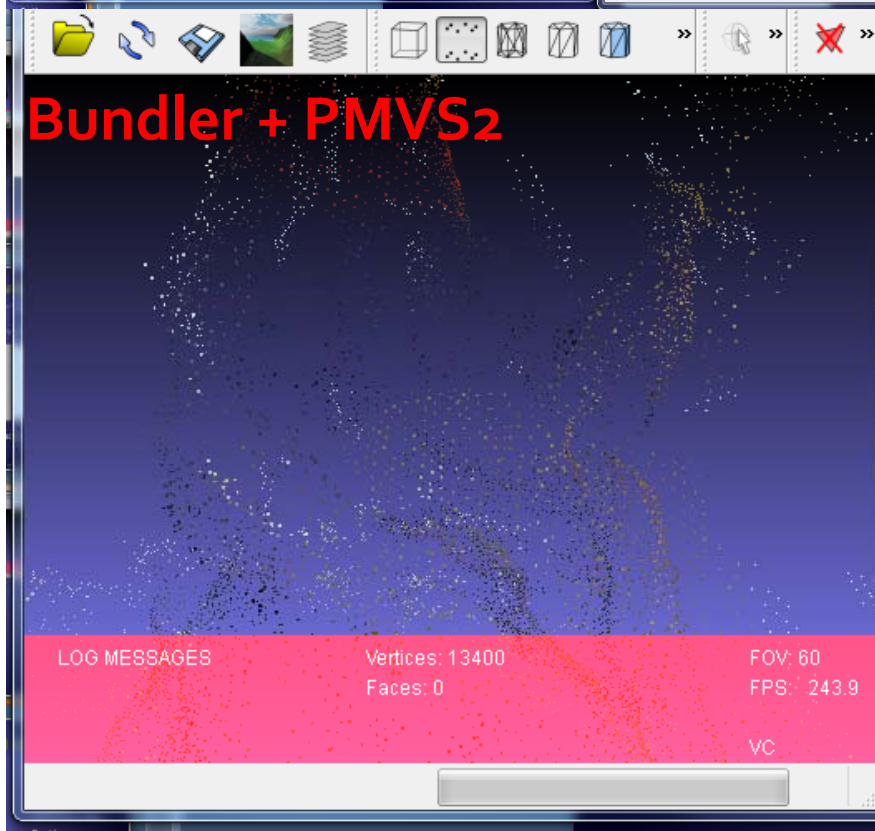 Bundler + PMVS2
LOG MESSAGES
Vertices: 13400
Faces: 0
FOV: 60
FPS: 243.9
VC